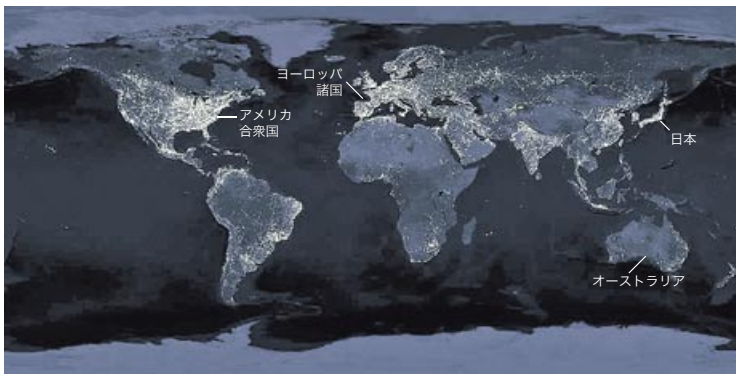 ヨーロッパ
諸国
アメリカ
合衆国
日本
オーストラリア